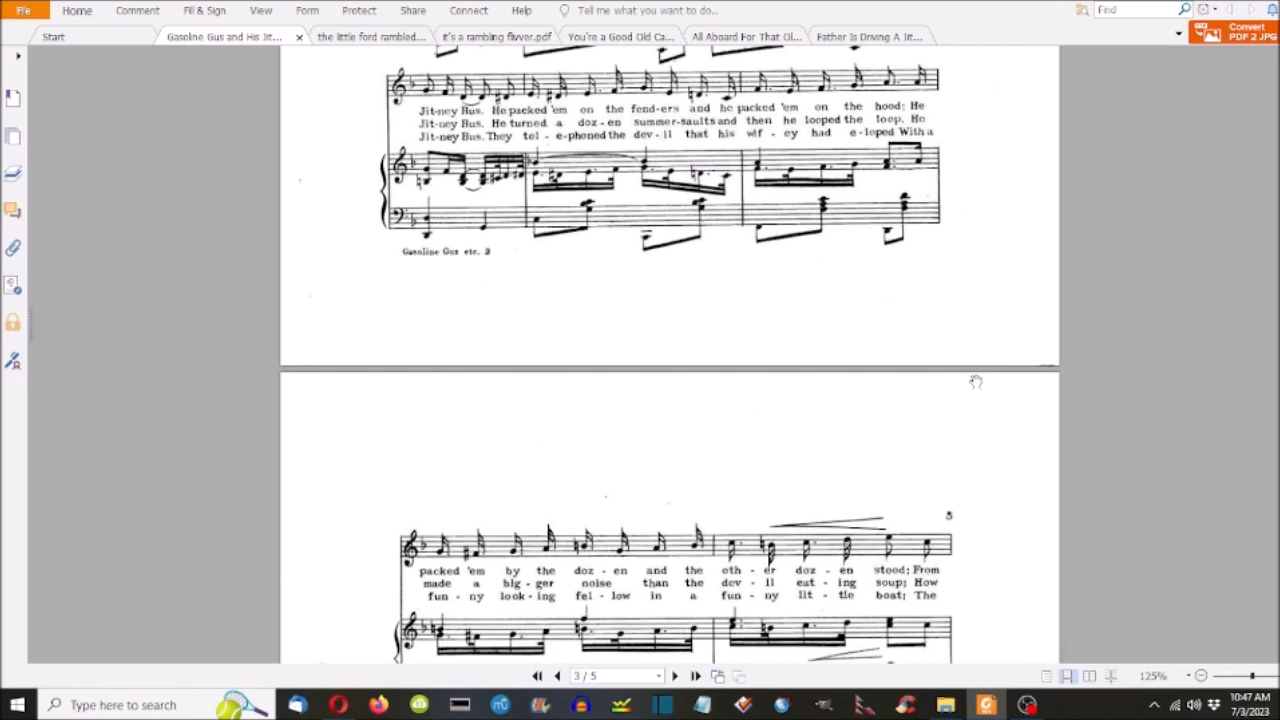 File Home Comment Fill & Sign View Form Protect Share Connect Help Tell me what you want to do.. Find
Start Gasoline Gus and His Jit... the little ford rambled... it's a rambling flivver.pdf You're a Good Old Ca... All Aboard For That Ol... Father Is Driving A Jit... Convert
PDF 2 JPG
Jit-ney Bus. He packed 'em on the fend-ers and he packed 'em on the hood; He
Jit-ney Bus. He turned a doz-en summer-saults and then he looped the loop. He
Jit-ney Bus. They tel-e-phoned the dev-il that his wif-ey had e-loped With a
Gasoline Gus etc. 3
5
packed 'em by the doz-en and the oth-er doz-en stood; From
made a big-ger noise than the dev-il eat-ing soup; How
fun-ny look-ing fel-low in a fun-ny lit-tle boat; The
3 / 5 125%
Type here to search 10:47 AM
7/3/2023